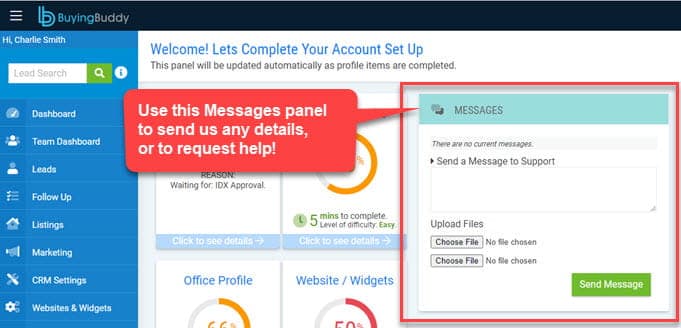 BuyingBuddy
Hi, Charlie Smith
Lead Search
Dashboard
Team Dashboard
Leads
Follow Up
Listings
Marketing
CRM Settings
Websites & Widgets
Welcome! Lets Complete Your Account Set Up
This panel will be updated automatically as profile items are completed.
Use this Messages panel
to send us any details,
or to request help!
REASON:
Waiting for: IDX Approval.
Click to see details
%
5 mins to complete.
Level of difficulty: Easy.
Click to see details
Office Profile
66%
Website / Widgets
50%
MESSAGES
There are no current messages.
Send a Message to Support
Upload Files
Choose File No file chosen
Choose File No file chosen
Send Message